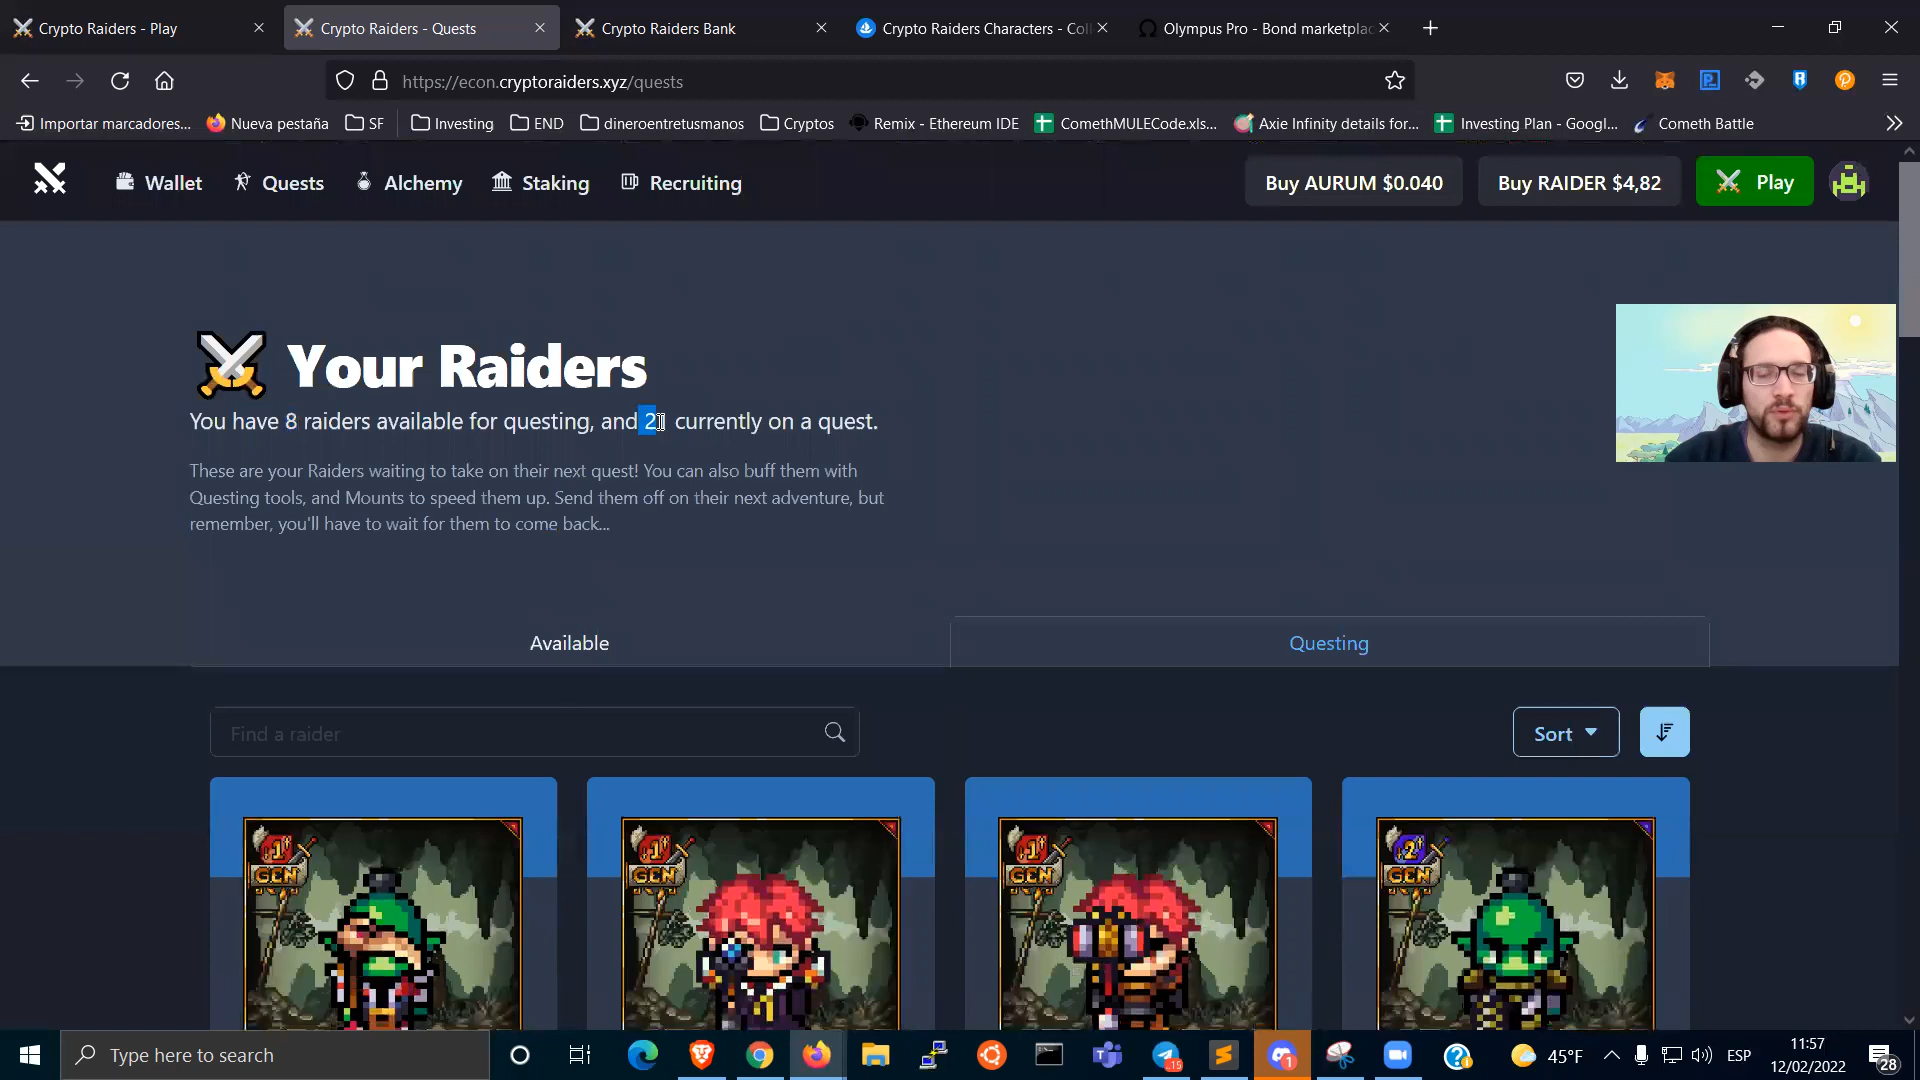 Crypto Raiders - Play
Crypto Raiders - Quests
Crypto Raiders Bank
Crypto Raiders Characters - Coll
Olympus Pro - Bond marketplac
https://econ.cryptoraiders.xyz/quests
Importar marcadores...
Nueva pestaña
SF
Investing
END
dineroentretusmanos
Cryptos
Remix - Ethereum IDE
ComethMULECode.xls...
Axie Infinity details for...
Investing Plan - Googl...
Cometh Battle
Wallet
Quests
Alchemy
Staking
Recruiting
Buy AURUM $0.040
Buy RAIDER $4,82
Play
Your Raiders
You have 8 raiders available for questing, and 2 currently on a quest.
These are your Raiders waiting to take on their next quest! You can also buff them with
Questing tools, and Mounts to speed them up. Send them off on their next adventure, but
remember, you'll have to wait for them to come back...
Available
Questing
Find a raider
Sort
1
GEN
1
GEN
1
GEN
2
GEN
Type here to search
15
1
45°F
ESP
11:57
12/02/2022
28